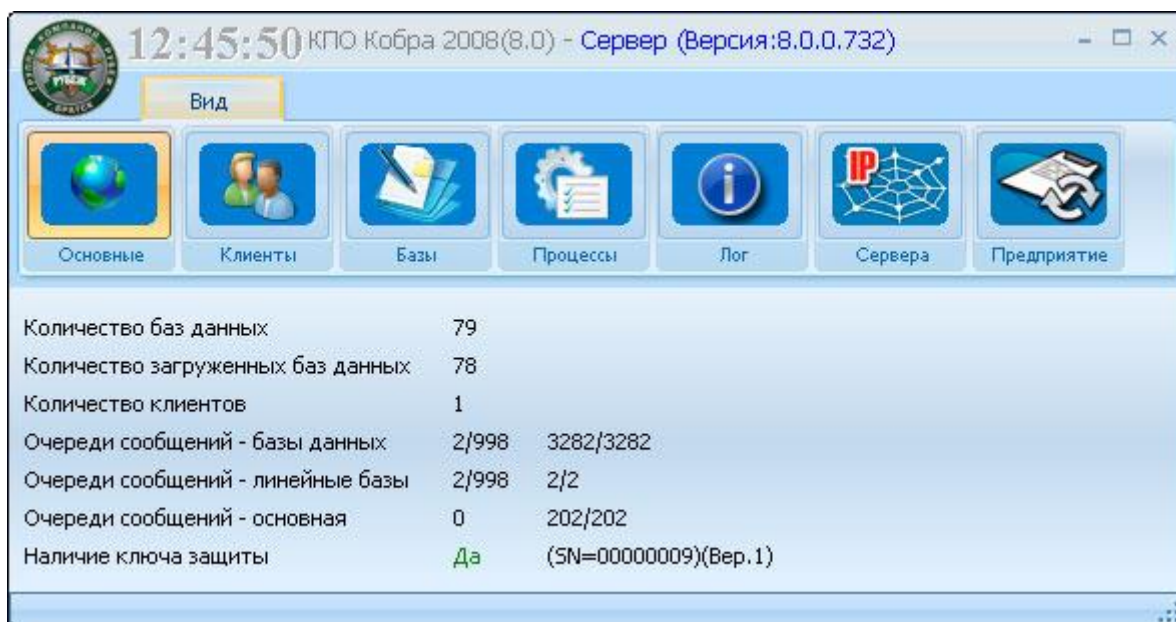 12:45:50 КПО Кобра 2008(8.0) - Сервер (Версия:8.0.0.732)
РУБЕЖ
Вид
IP
Основные Клиенты Базы Процессы Лог Сервера Предприятие
Количество баз данных 79
Количество загруженных баз данных 78
Количество клиентов 1
Очереди сообщений - базы данных 2/998 3282/3282
Очереди сообщений - линейные базы 2/998 2/2
Очереди сообщений - основная 0 202/202
Наличие ключа защиты Да (SN=00000009)(Вер.1)